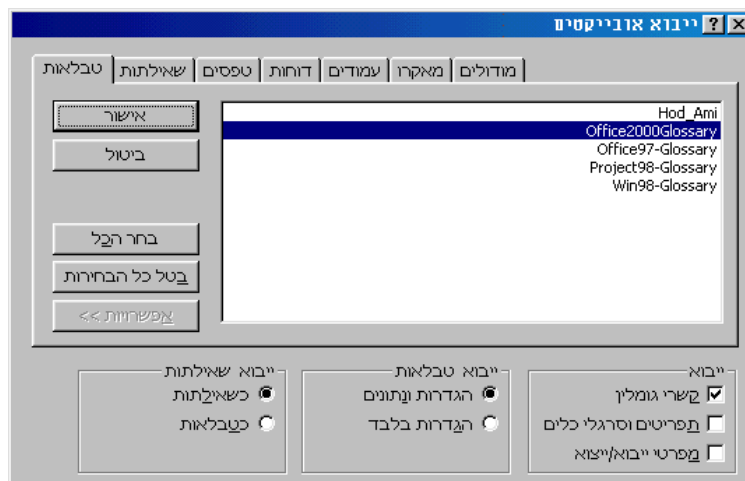 ייבוא אובייקטים
טבלאות שאילתות טפסים דוחות עמודים מאקרו מודולים
Hod_Ami
Office2000Glossary
Office97-Glossary
Project98-Glossary
Win98-Glossary
אישור
ביטול
בחר הכל
בטל כל הבחירות
אפשרויות >>
ייבוא
קשרי גומלין
תפריטים וסרגלי כלים
מפרטי ייבוא/ייצוא
ייבוא טבלאות
הגדרות ונתונים
הגדרות בלבד
ייבוא שאילתות
כשאילתות
כטבלאות